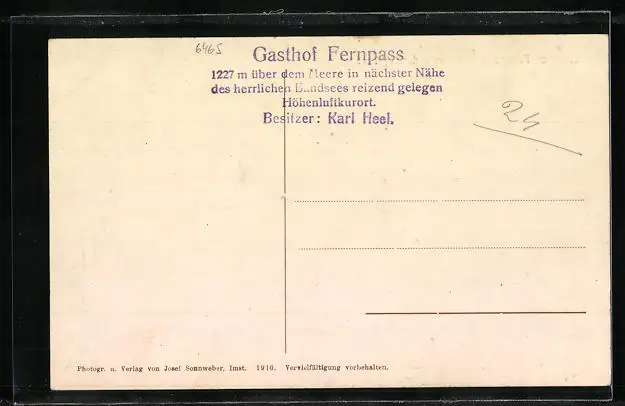 6465
Gasthof Fernpass
1227 m über dem Meere in nächster Nähe
des herrlichen reizend gelegen
Höhenluftkurort.
Besitzer: Karl Heel.
24
Photogr. u. Verlag von Josef Sonnweber, Imst. 1910. Vervielfältigung vorbehalten.